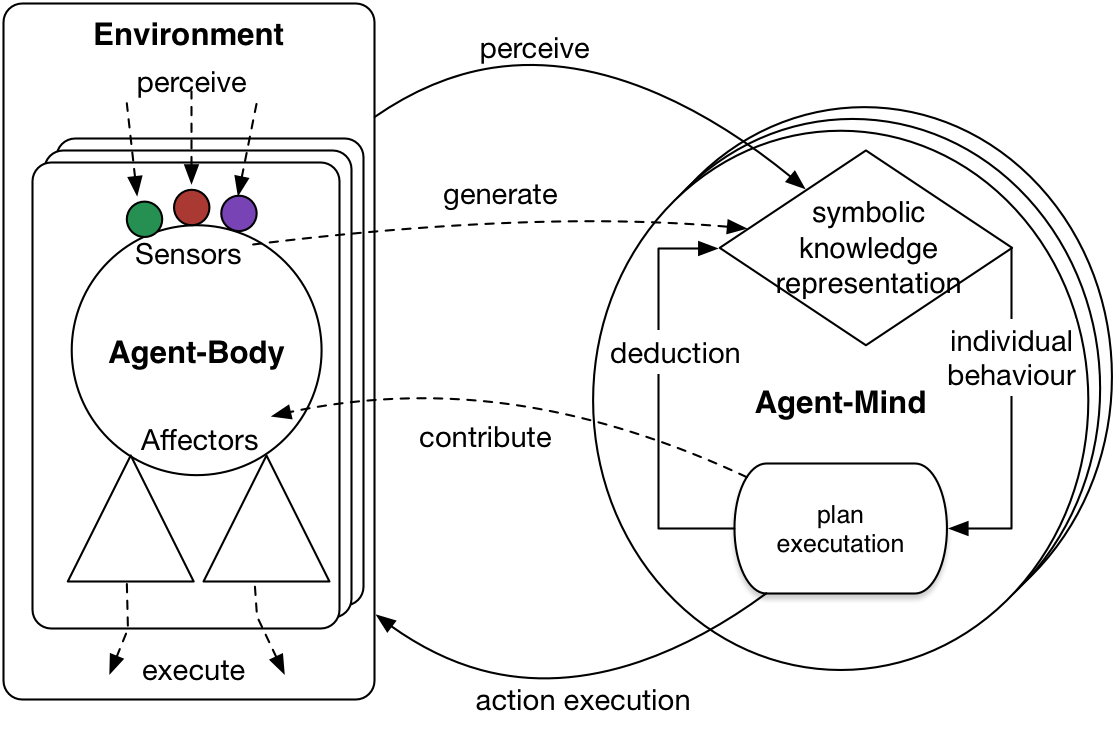 Environment
perceive
Sensors
Agent-Body
Affectors
execute
perceive
generate
contribute
action execution
symbolic
knowledge
representation
deduction
individual
behaviour
Agent-Mind
plan
executation